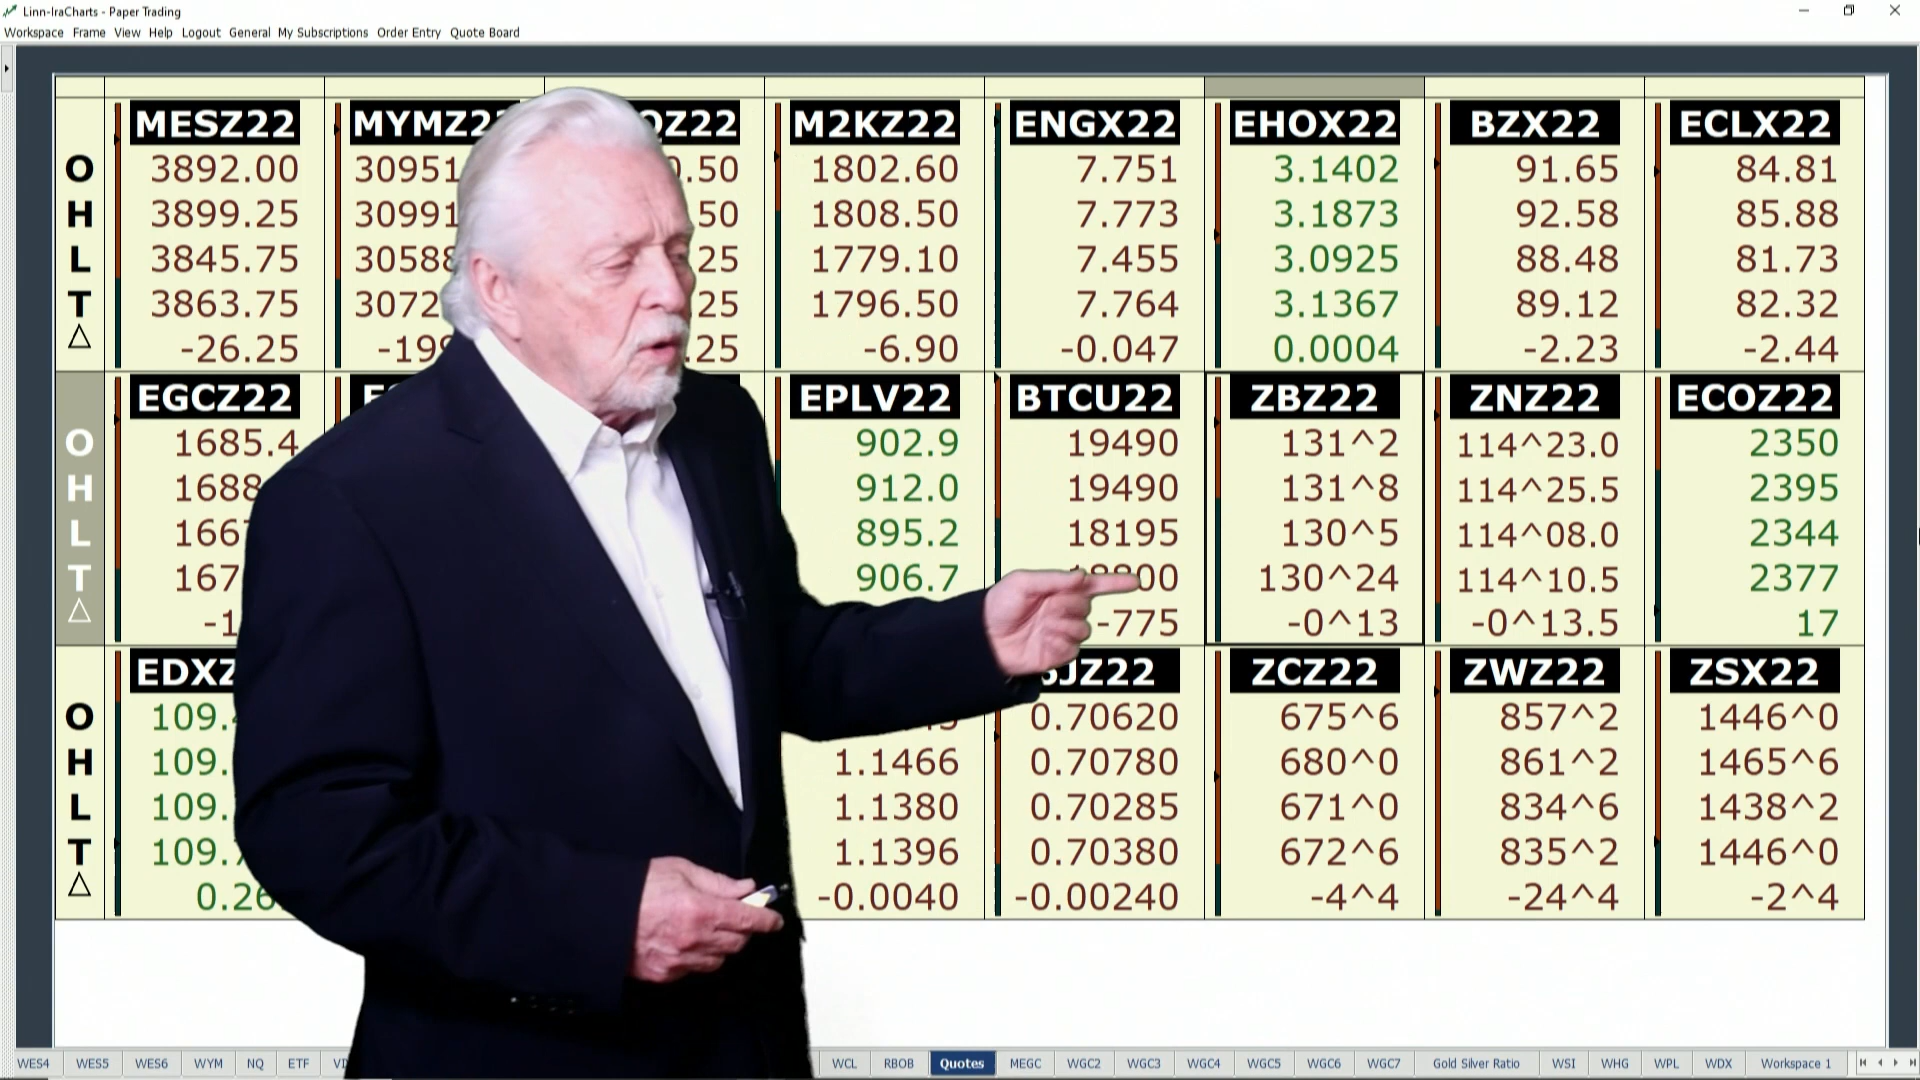 Linn-IraCharts - Paper Trading
Workspace Frame View Help Logout General My Subscriptions Order Entry Quote Board
MESZ22 M2KZ22 ENGX22 EHOX22 BZX22 ECLX22
O 3892.00 1802.60 7.751 3.1402 91.65 84.81
H 3899.25 1808.50 7.773 3.1873 92.58 85.88
L 3845.75 1779.10 7.455 3.0925 88.48 81.73
T 3863.75 1796.50 7.764 3.1367 89.12 82.32
△ -26.25 -6.90 -0.047 0.0004 -2.23 -2.44
EGCZ22 EPLV22 BTCU22 ZBZ22 ZNZ22 ECOZ22
O 1685.4 902.9 19490 131^2 114^23.0 2350
H 912.0 19490 131^8 114^25.5 2395
L 895.2 18195 130^5 114^08.0 2344
T 906.7 130^24 114^10.5 2377
△ -775 -0^13 -0^13.5 17
ZCZ22 ZWZ22 ZSX22
O 0.70620 675^6 857^2 1446^0
H 1.1466 0.70780 680^0 861^2 1465^6
L 1.1380 0.70285 671^0 834^6 1438^2
T 1.1396 0.70380 672^6 835^2 1446^0
△ -0.0040 -0.00240 -4^4 -24^4 -2^4
WES4 WES5 WES6 WYM NQ ETF WCL RBOB Quotes MEGC WGC2 WGC3 WGC4 WGC5 WGC6 WGC7 Gold Silver Ratio WSI WHG WPL WDX Workspace 1